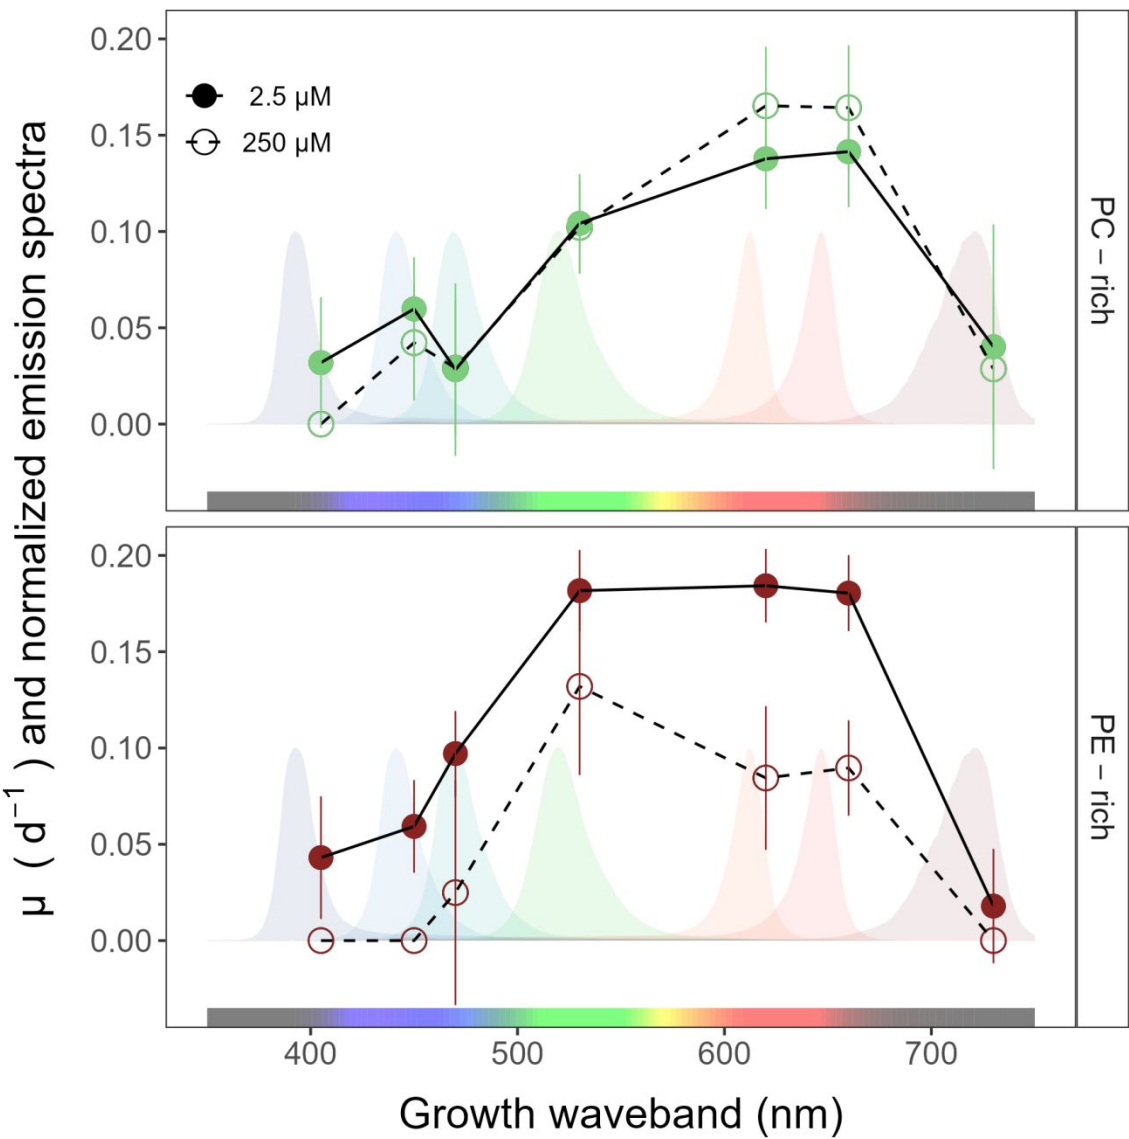 μ ( d⁻¹ ) and normalized emission spectra
0.20
0.15
0.10
0.05
0.00
2.5 μM
250 μM
PC – rich
0.20
0.15
0.10
0.05
0.00
PE – rich
400 500 600 700
Growth waveband (nm)